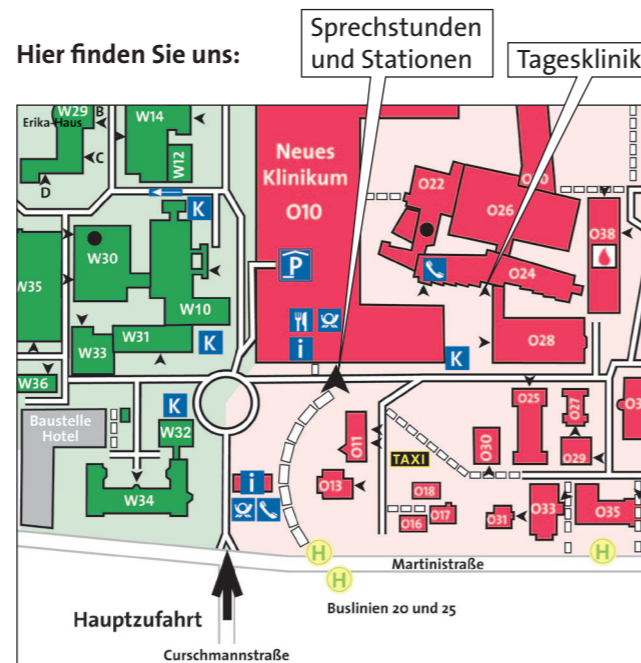 Hier finden Sie uns:
Sprechstunden
und Stationen
Tagesklinik
W29
B
Erika-Haus
C
D
W14
W12
Neues
Klinikum
O10
O22
O26
O38
K
W30
P
O24
W35
W10
i
K
W31
W33
K
O28
W36
Baustelle
Hotel
K
W32
O11
O25
O27
O30
O29
TAXI
W34
i
O13
O18
O17
O16
O31
O33
O35
H
H
H
Martinistraße
Hauptzufahrt
Buslinien 20 und 25
Curschmannstraße